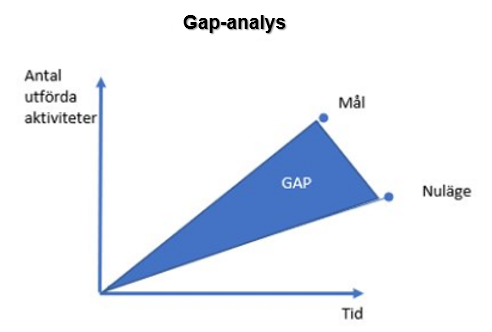 Gap-analys
Antal
utförda
aktiviteter
Mål
GAP
Nuläge
Tid